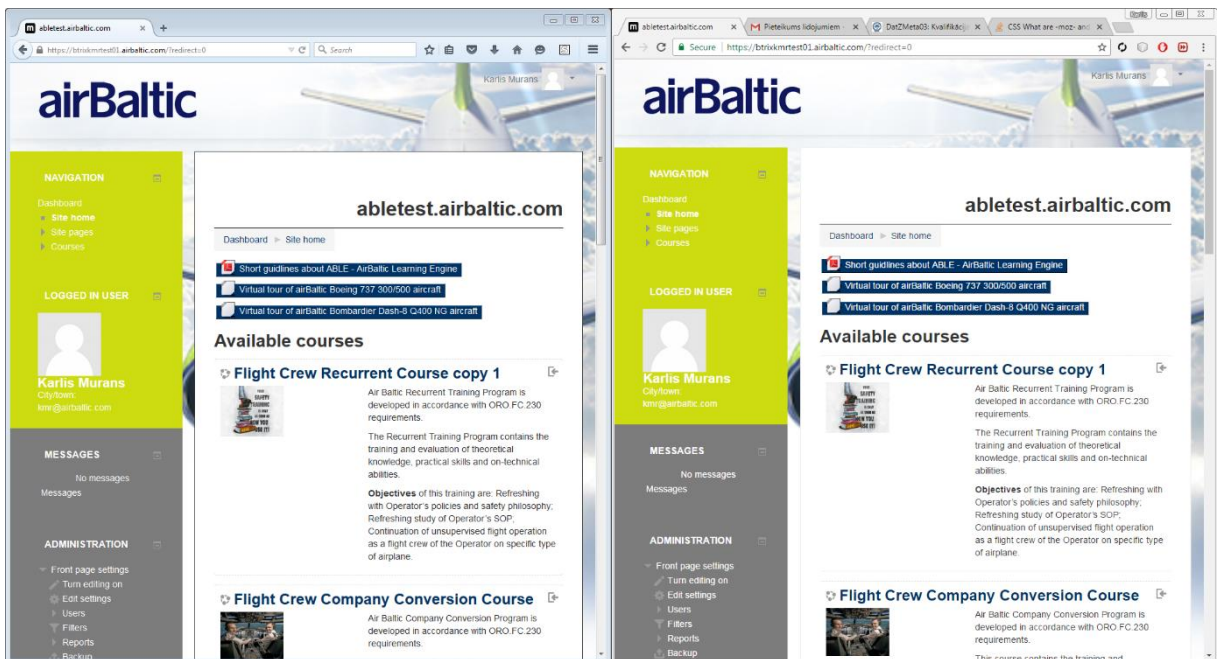 abletest.airbaltic.com
https://btrixkmrtest01.airbaltic.com/?redirect=0
Search
Karlis Murans
airBaltic
NAVIGATION
Dashboard
Site home
Site pages
Courses
LOGGED IN USER
Karlis Murans
City/town:
kmr@airbaltic.com
MESSAGES
No messages
Messages
ADMINISTRATION
Front page settings
Turn editing on
Edit settings
Users
Filters
Reports
Backup
abletest.airbaltic.com
Dashboard ▶ Site home
Short guidlines about ABLE - AirBaltic Learning Engine
Virtual tour of airBaltic Boeing 737 300/500 aircraft
Virtual tour of airBaltic Bombardier Dash-8 Q400 NG aircraft
Available courses
Flight Crew Recurrent Course copy 1
Air Baltic Recurrent Training Program is
developed in accordance with ORO.FC.230
requirements.
The Recurrent Training Program contains the
training and evaluation of theoretical
knowledge, practical skills and on-technical
abilities.
Objectives of this training are: Refreshing
with Operator's policies and safety philosophy;
Refreshing study of Operator's SOP;
Continuation of unsupervised flight operation
as a flight crew of the Operator on specific type
of airplane.
Flight Crew Company Conversion Course
Air Baltic Company Conversion Program is
developed in accordance with ORO.FC.230
requirements.
abletest.airbaltic.com
Pieteikums lidojumiem
DatZMeta03: Kvalifikācij
CSS What are -moz- and
Secure
https://btrixkmrtest01.airbaltic.com/?redirect=0
Karlis Murans
airBaltic
NAVIGATION
Dashboard
Site home
Site pages
Courses
LOGGED IN USER
Karlis Murans
City/town:
kmr@airbaltic.com
MESSAGES
No messages
Messages
ADMINISTRATION
Front page settings
Turn editing on
Edit settings
Users
Filters
Reports
Backup
abletest.airbaltic.com
Dashboard ▶ Site home
Short guidlines about ABLE - AirBaltic Learning Engine
Virtual tour of airBaltic Boeing 737 300/500 aircraft
Virtual tour of airBaltic Bombardier Dash-8 Q400 NG aircraft
Available courses
Flight Crew Recurrent Course copy 1
Air Baltic Recurrent Training Program is
developed in accordance with ORO.FC.230
requirements.
The Recurrent Training Program contains the
training and evaluation of theoretical
knowledge, practical skills and on-technical
abilities.
Objectives of this training are: Refreshing with
Operator's policies and safety philosophy;
Refreshing study of Operator's SOP;
Continuation of unsupervised flight operation
as a flight crew of the Operator on specific type
of airplane.
Flight Crew Company Conversion Course
Air Baltic Company Conversion Program is
developed in accordance with ORO.FC.230
requirements.
This course contains the training and